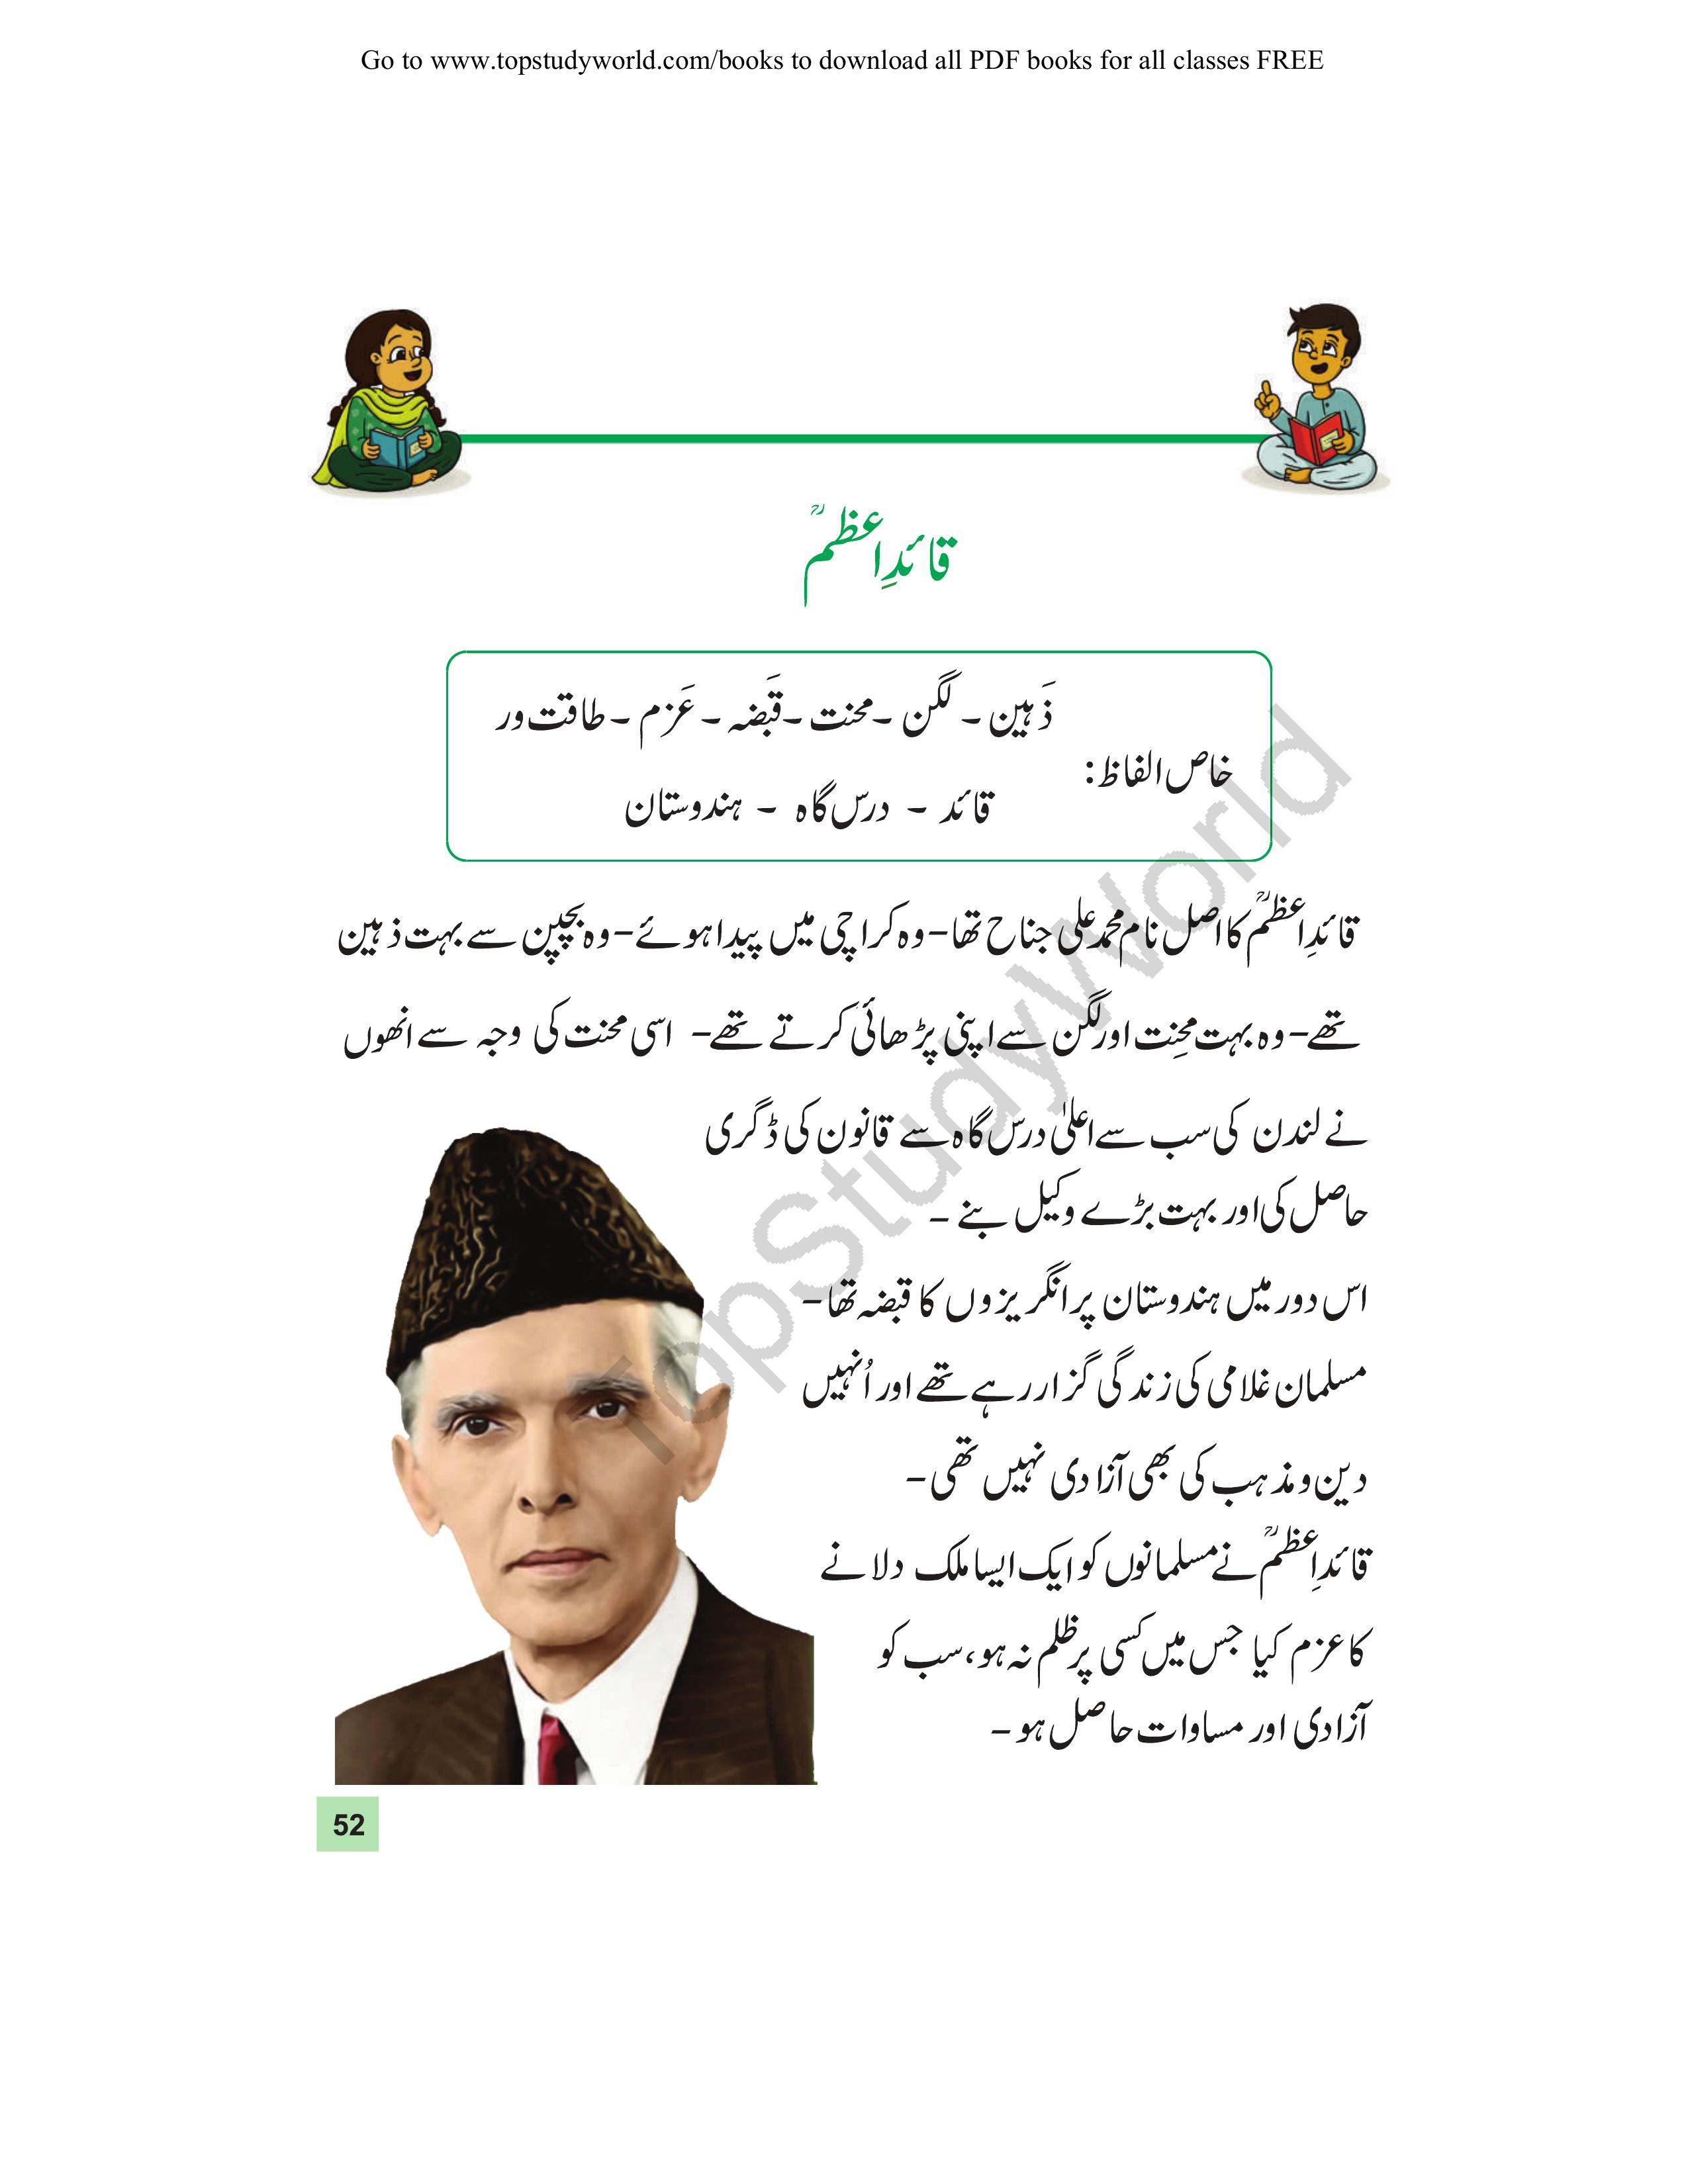 Go to www.topstudyworld.com/books to download all PDF books for all classes FREE
قائدِاعظمؒ
ذَہین ۔ لگن ۔ محنت ۔ قَبَضہ ۔ عَزم ۔ طاقت ور
خاص الفاظ:
قائد ۔ درس گاہ ۔ ہندوستان
قائدِاعظمؒ کا اصل نام محمد علی جناح تھا۔ وہ کراچی میں پیدا ہوئے۔ وہ بچپن سے بہت ذہین
تھے۔ وہ بہت محنِت اور لگن سے اپنی پڑھائی کرتے تھے۔ اسی محنت کی وجہ سے انھوں
نے لندن کی سب سے اعلیٰ درس گاہ سے قانون کی ڈگری
حاصل کی اور بہت بڑے وکیل بنے ۔
اس دور میں ہندوستان پر انگریزوں کا قبضہ تھا۔
مسلمان غلامی کی زندگی گزار رہے تھے اور اُنہیں
دین و مذہب کی بھی آزادی نہیں تھی۔
قائدِاعظمؒ نے مسلمانوں کو ایک ایسا ملک دلانے
کا عزم کیا جس میں کسی پر ظلم نہ ہو، سب کو
آزادی اور مساوات حاصل ہو ۔
TopStudyWorld
52